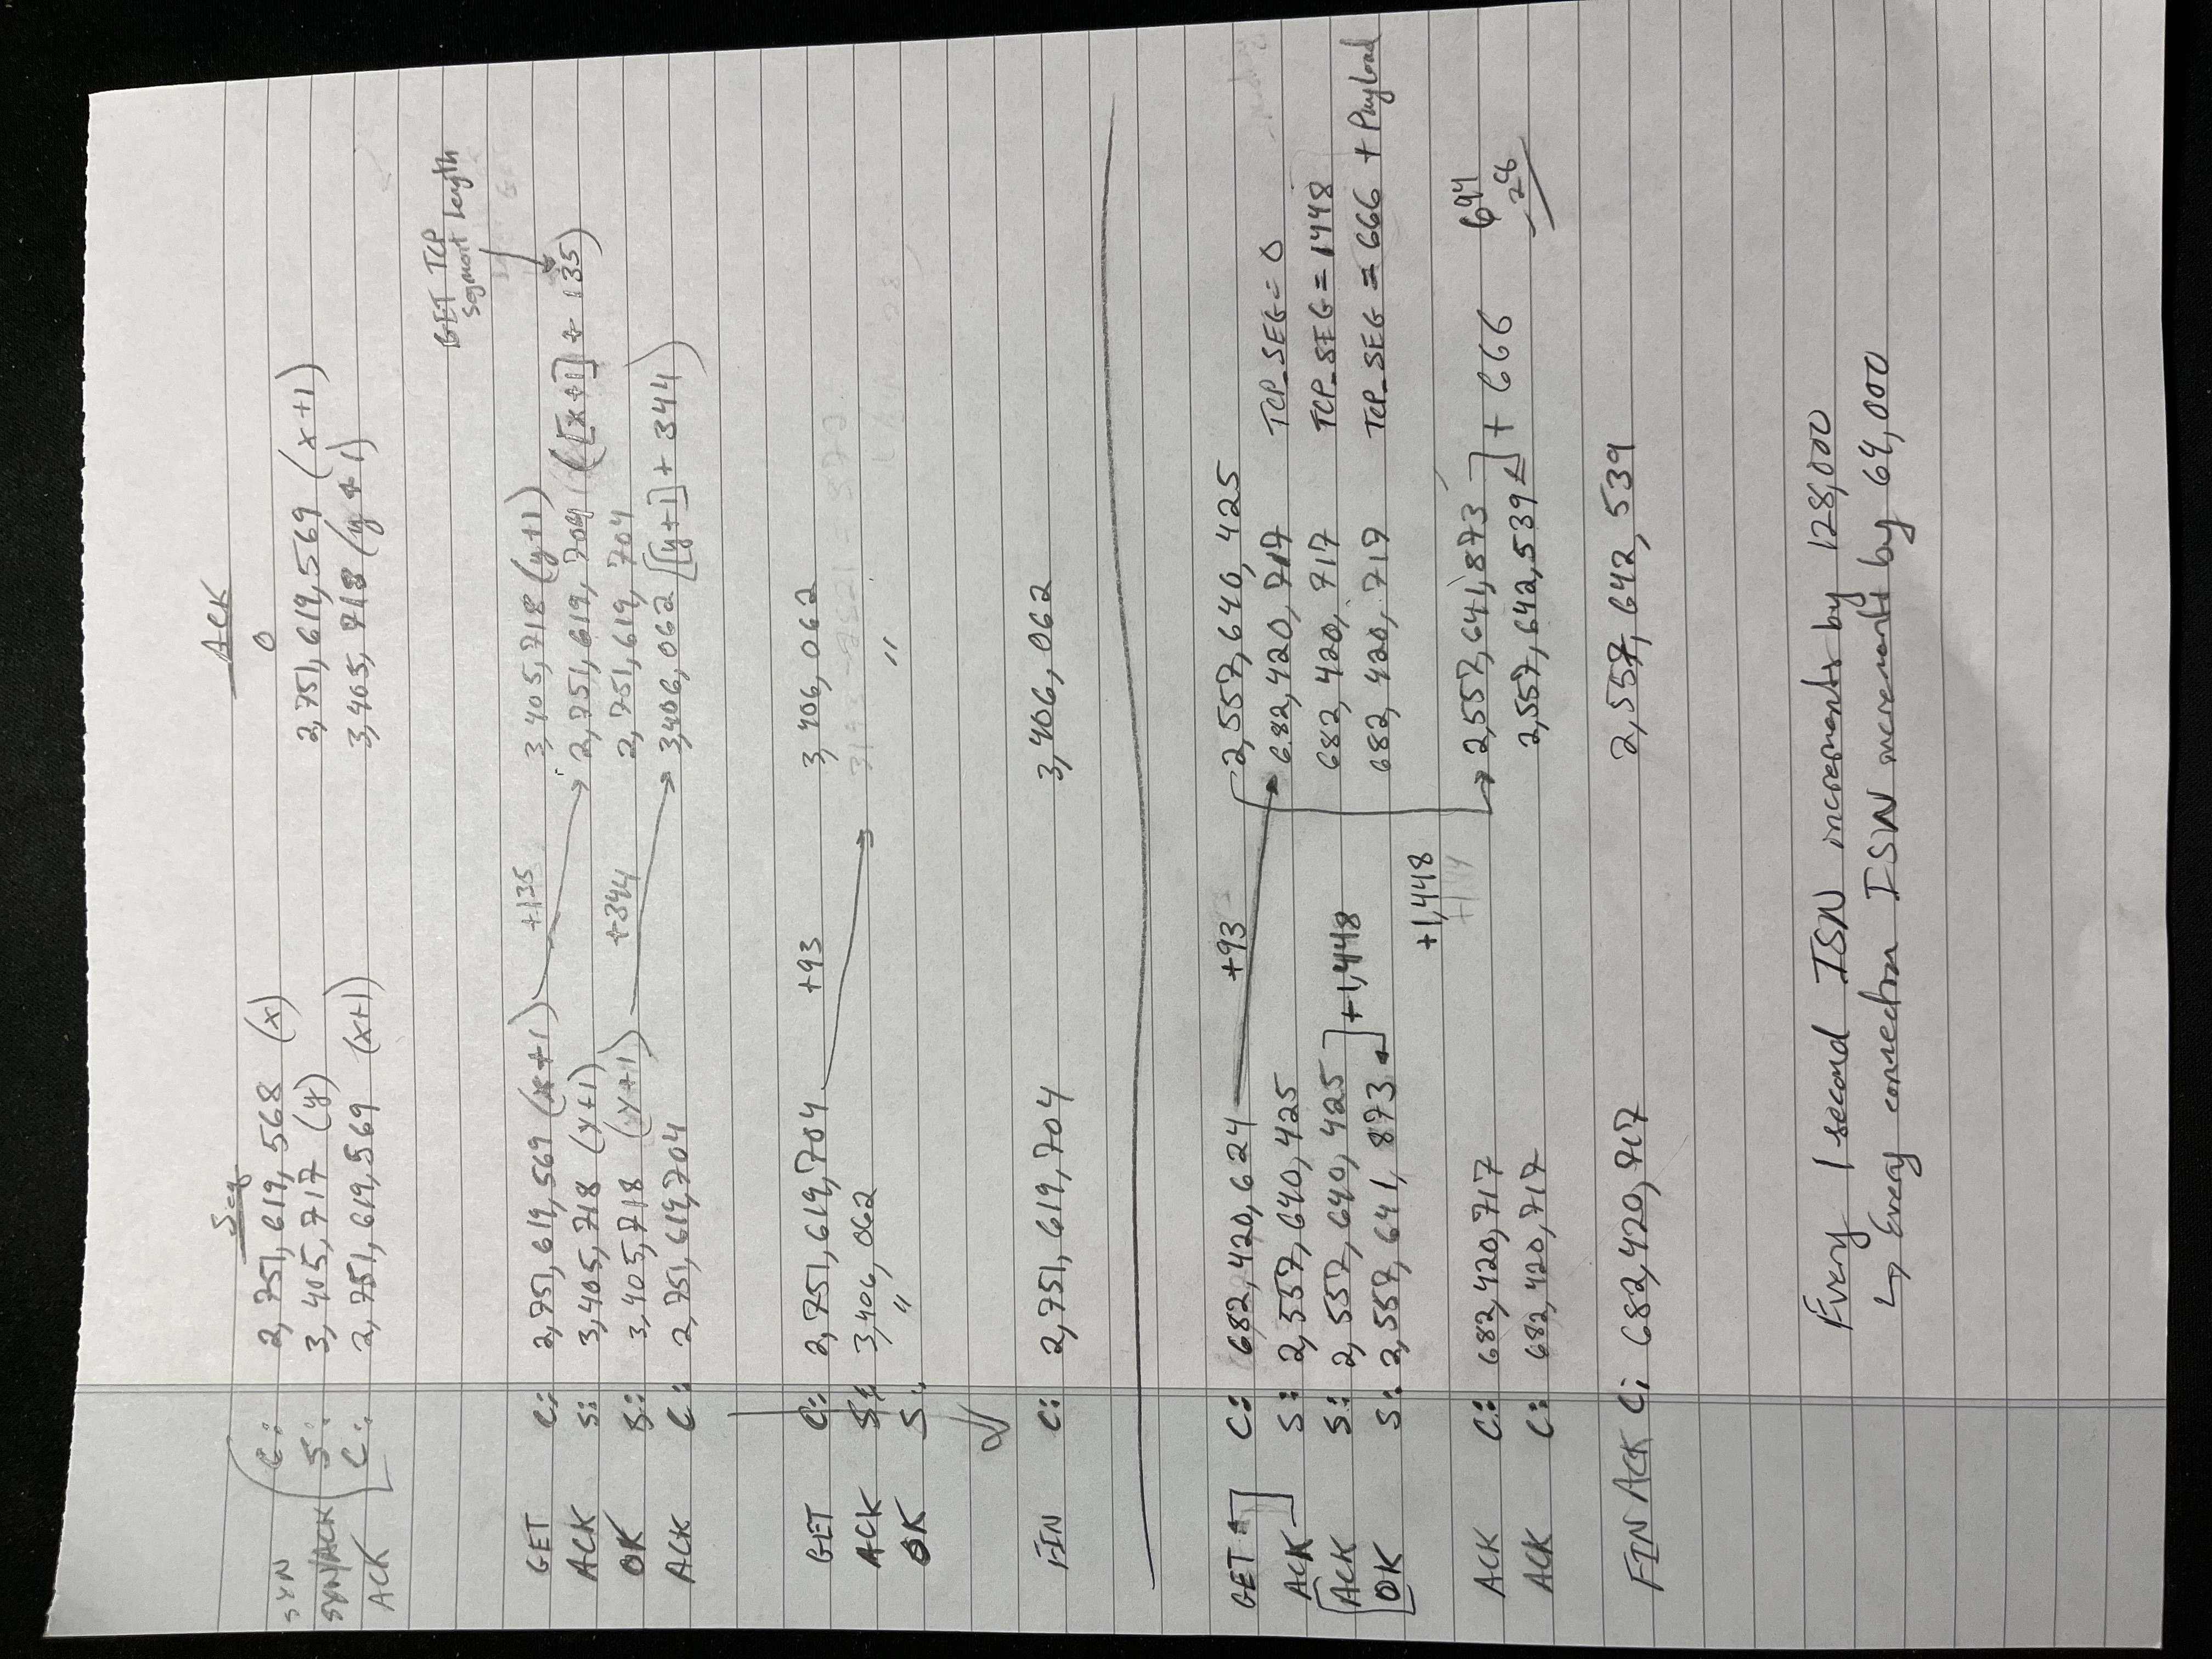 Seq ACK
SYN C: 2,751,619,568 (x) 0
SYN/ACK S: 3,405,717 (y) 2,751,619,569 (x+1)
ACK C: 2,751,619,569 (x+1) 3,405,718 (y+1)
GET TCP
Segment Length
GET C: 2,751,619,569 (x+1) +135 3,405,718 (y+1)
ACK S: 3,405,718 (y+1) 2,751,619,704 ([x+1] + 135)
OK S: 3,405,718 (y+1) +344 2,751,619,704
ACK C: 2,751,619,704 3,406,062 [[y+1] + 344)
GET C: 2,751,619,704 +93 3,406,062
ACK S: 3,406,062
OK S: " "
FIN C: 2,751,619,704 3,406,062
GET C: 682,420,624 +93 2,557,640,425
ACK S: 2,557,640,425 682,420,717 TCP_SEG = 0
ACK S: 2,557,640,425 +1,448 682,420,717 TCP_SEG = 1448
OK S: 2,557,641,873 682,420,717 TCP_SEG = 666 + Payload
+1,448
ACK C: 682,420,717 2,557,641,873 + 666 694
ACK C: 682,420,717 2,557,642,539 -28
FIN ACK C: 682,420,717 2,557,642,539
Every 1 second ISN increments by 128,000
↳ Every connection ISN increments by 64,000